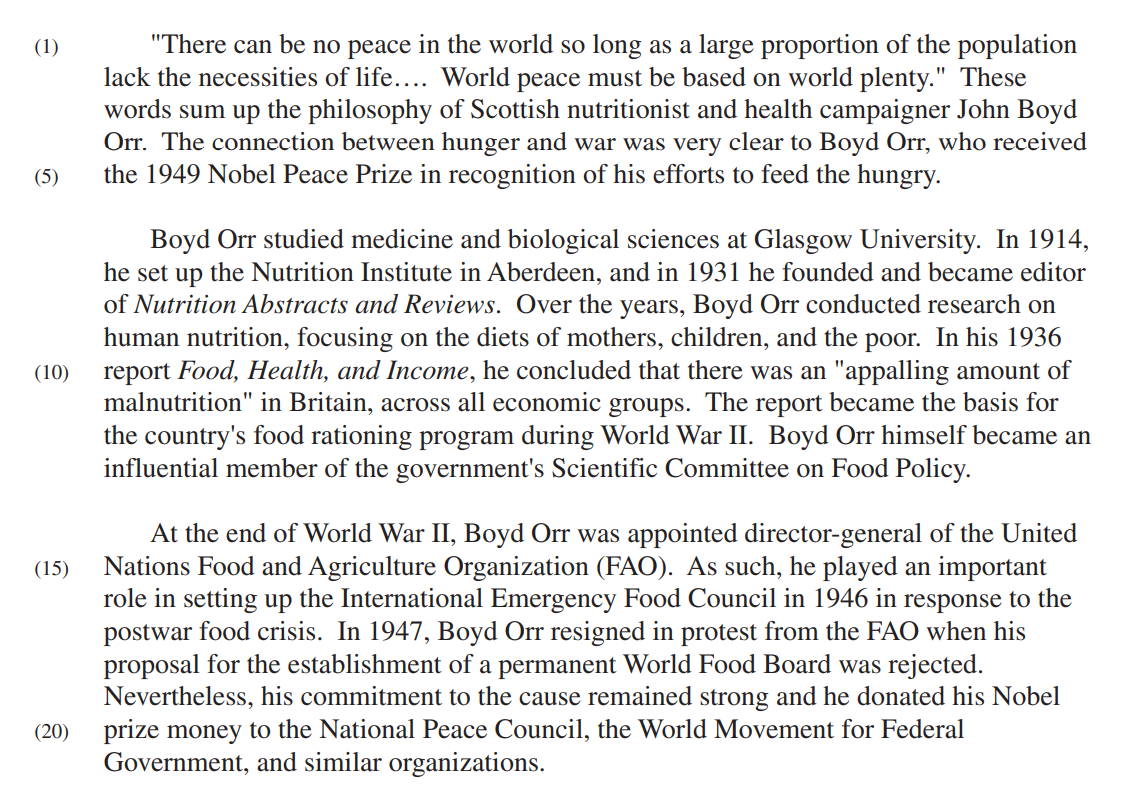 (1) "There can be no peace in the world so long as a large proportion of the population
lack the necessities of life.... World peace must be based on world plenty." These
words sum up the philosophy of Scottish nutritionist and health campaigner John Boyd
Orr. The connection between hunger and war was very clear to Boyd Orr, who received
(5) the 1949 Nobel Peace Prize in recognition of his efforts to feed the hungry.
Boyd Orr studied medicine and biological sciences at Glasgow University. In 1914,
he set up the Nutrition Institute in Aberdeen, and in 1931 he founded and became editor
of Nutrition Abstracts and Reviews. Over the years, Boyd Orr conducted research on
human nutrition, focusing on the diets of mothers, children, and the poor. In his 1936
(10) report Food, Health, and Income, he concluded that there was an "appalling amount of
malnutrition" in Britain, across all economic groups. The report became the basis for
the country's food rationing program during World War II. Boyd Orr himself became an
influential member of the government's Scientific Committee on Food Policy.
At the end of World War II, Boyd Orr was appointed director-general of the United
(15) Nations Food and Agriculture Organization (FAO). As such, he played an important
role in setting up the International Emergency Food Council in 1946 in response to the
postwar food crisis. In 1947, Boyd Orr resigned in protest from the FAO when his
proposal for the establishment of a permanent World Food Board was rejected.
Nevertheless, his commitment to the cause remained strong and he donated his Nobel
(20) prize money to the National Peace Council, the World Movement for Federal
Government, and similar organizations.